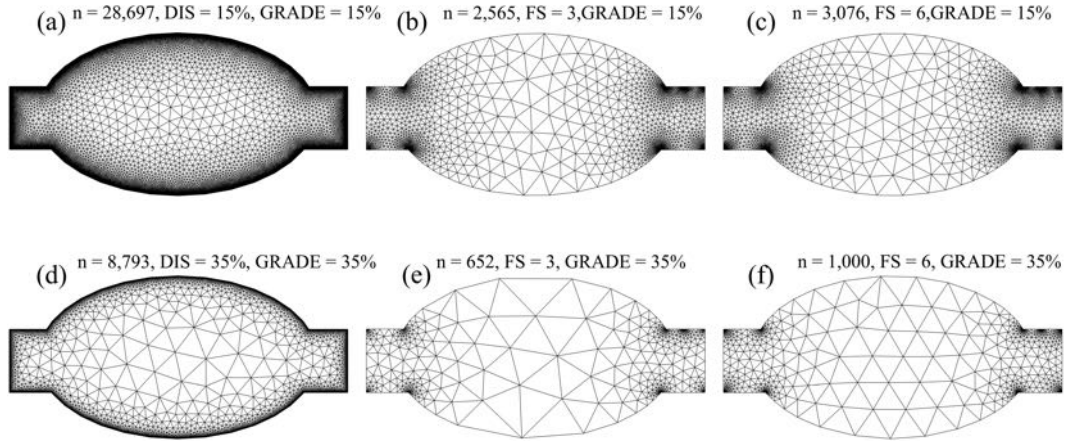 (a) n = 28,697, DIS = 15%, GRADE = 15%
(b) n = 2,565, FS = 3,GRADE = 15%
(c) n = 3,076, FS = 6,GRADE = 15%
(d) n = 8,793, DIS = 35%, GRADE = 35%
(e) n = 652, FS = 3, GRADE = 35%
(f) n = 1,000, FS = 6, GRADE = 35%